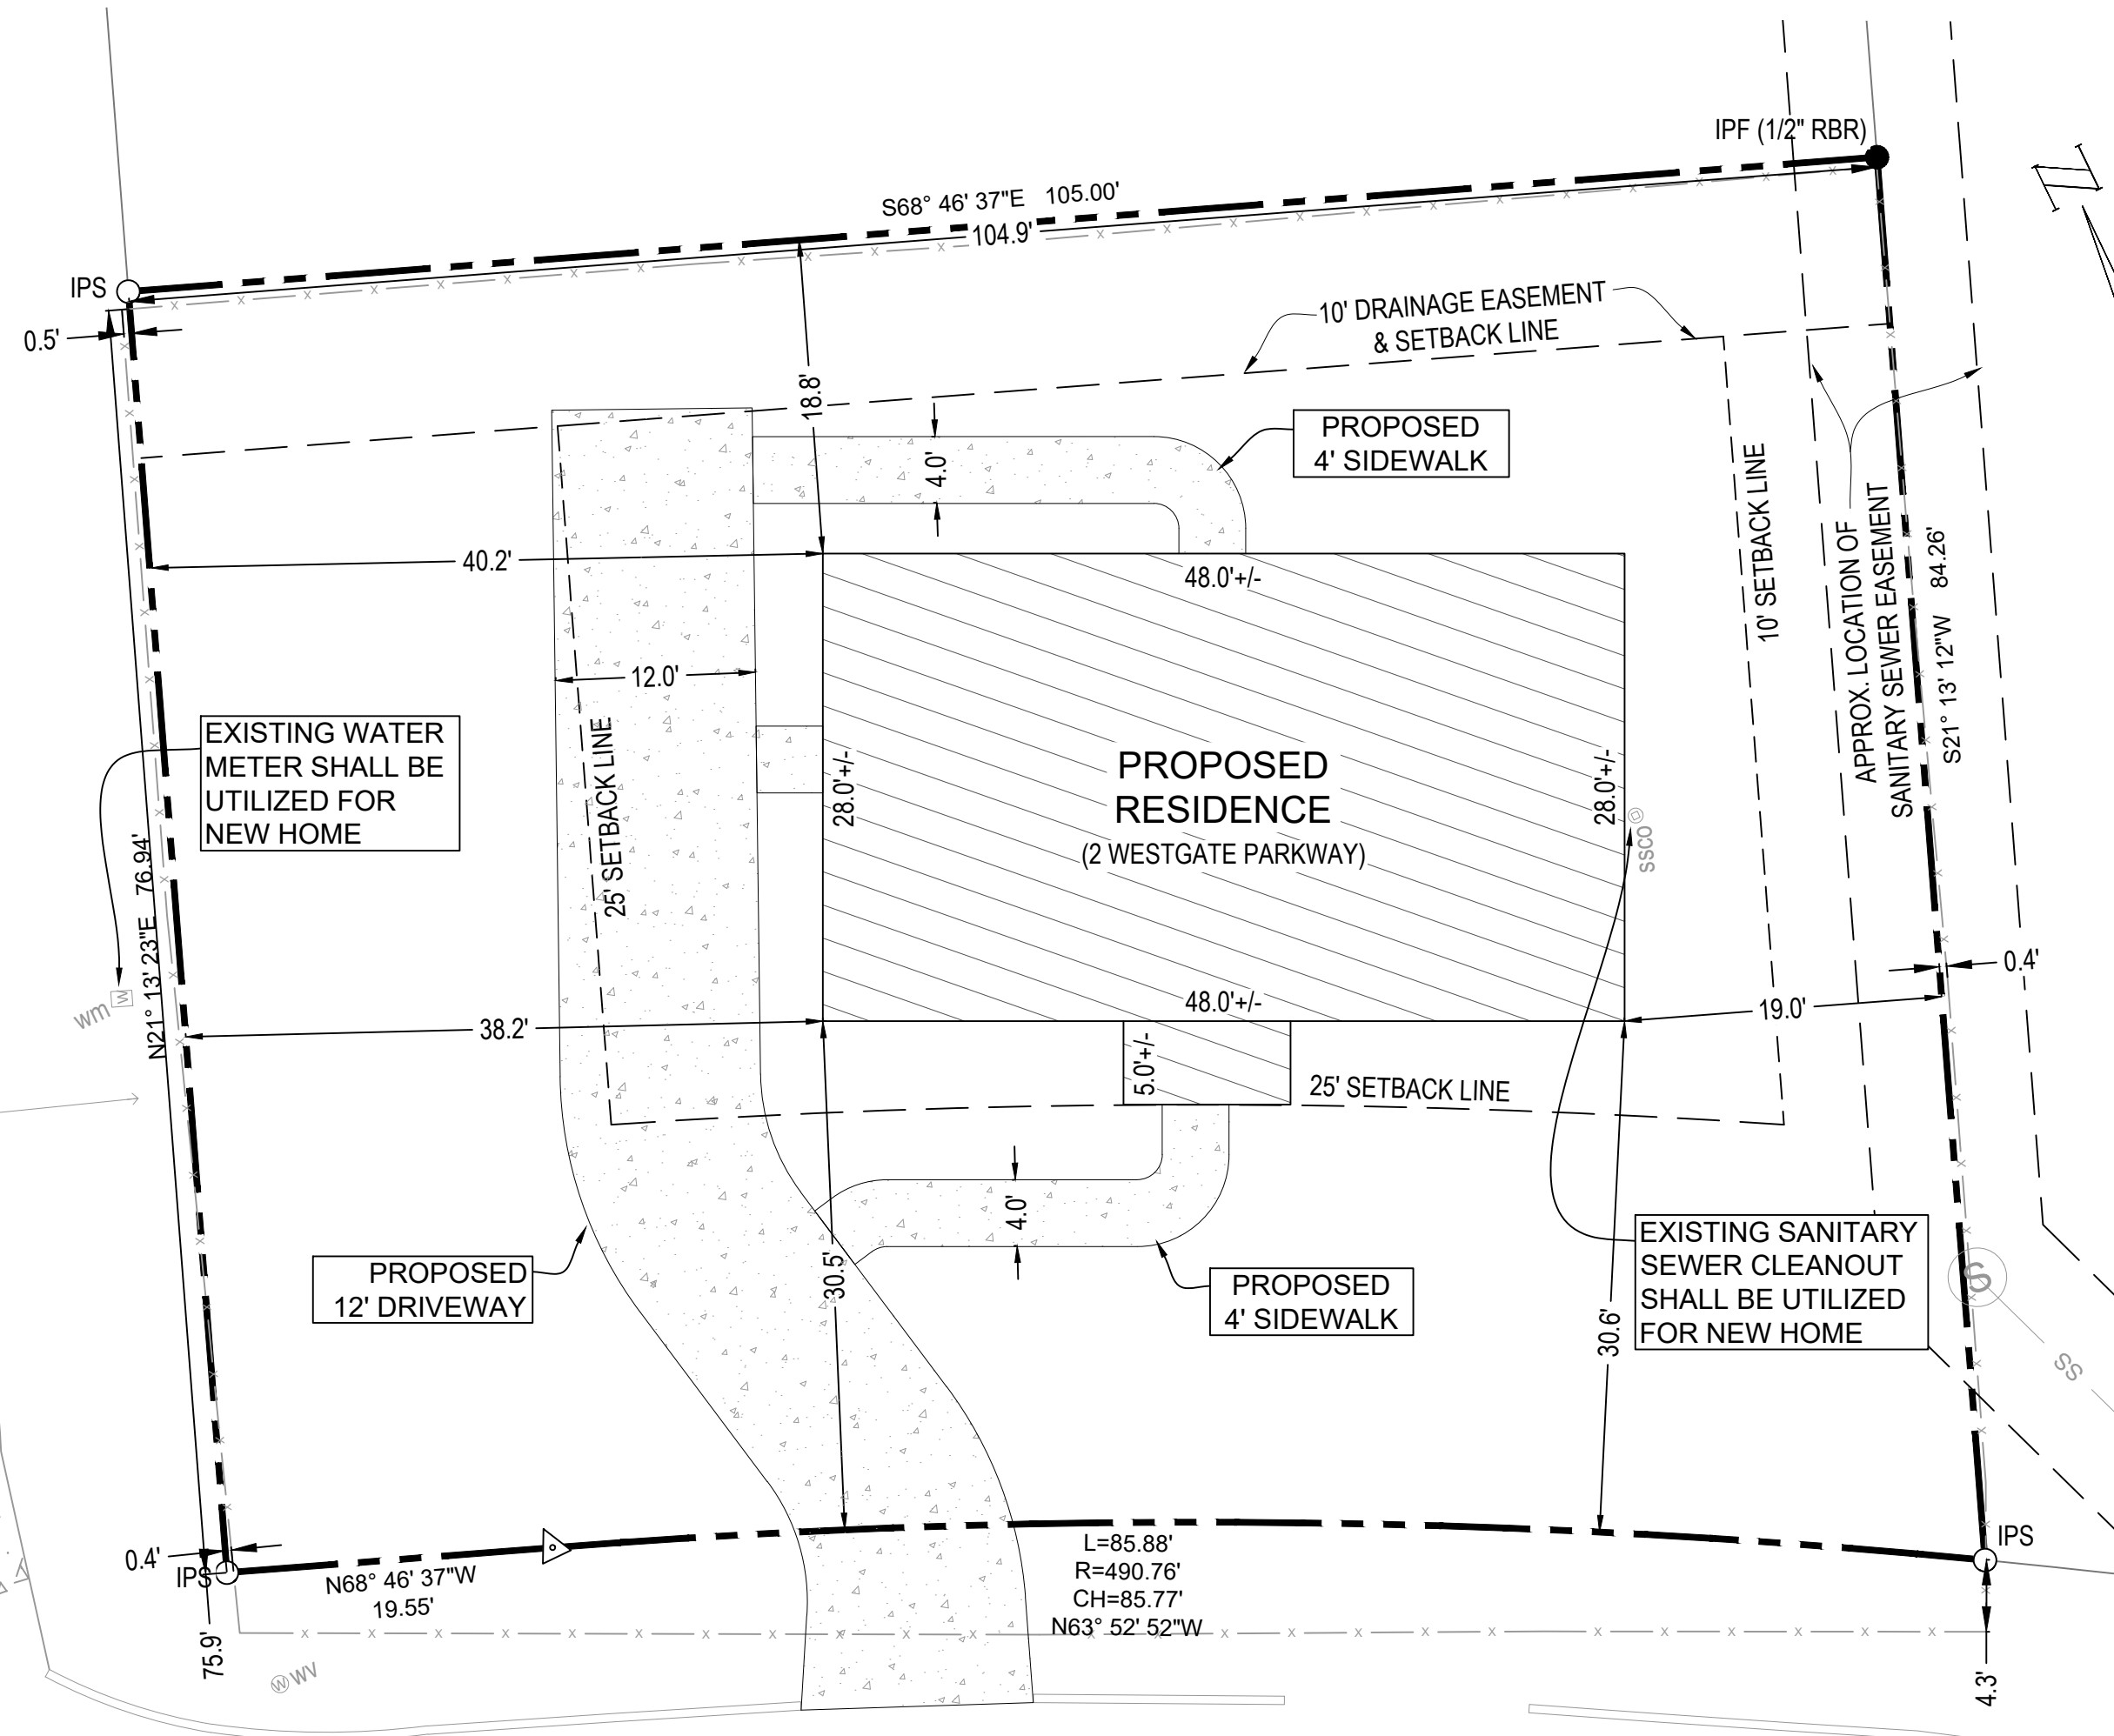 IPF (1/2" RBR)
S68° 46' 37"E 105.00'
104.9'
IPS
0.5'
10' DRAINAGE EASEMENT
& SETBACK LINE
18.8'
PROPOSED
4' SIDEWALK
4.0'
40.2'
48.0'+/-
10' SETBACK LINE
APPROX. LOCATION OF
SANITARY SEWER EASEMENT
S21° 13' 12"W 84.26'
12.0'
25' SETBACK LINE
EXISTING WATER
METER SHALL BE
UTILIZED FOR
NEW HOME
N21° 13' 23"E 76.94'
28.0'+/-
PROPOSED
RESIDENCE
(2 WESTGATE PARKWAY)
28.0'+/-
ssco
W
wm
38.2'
48.0'+/-
19.0'
0.4'
5.0'+/-
25' SETBACK LINE
4.0'
PROPOSED
12' DRIVEWAY
30.5'
PROPOSED
4' SIDEWALK
30.6'
EXISTING SANITARY
SEWER CLEANOUT
SHALL BE UTILIZED
FOR NEW HOME
S
SS
0.4'
IPS
N68° 46' 37"W
19.55'
L=85.88'
R=490.76'
CH=85.77'
N63° 52' 52"W
IPS
75.9'
W wv
4.3'
N